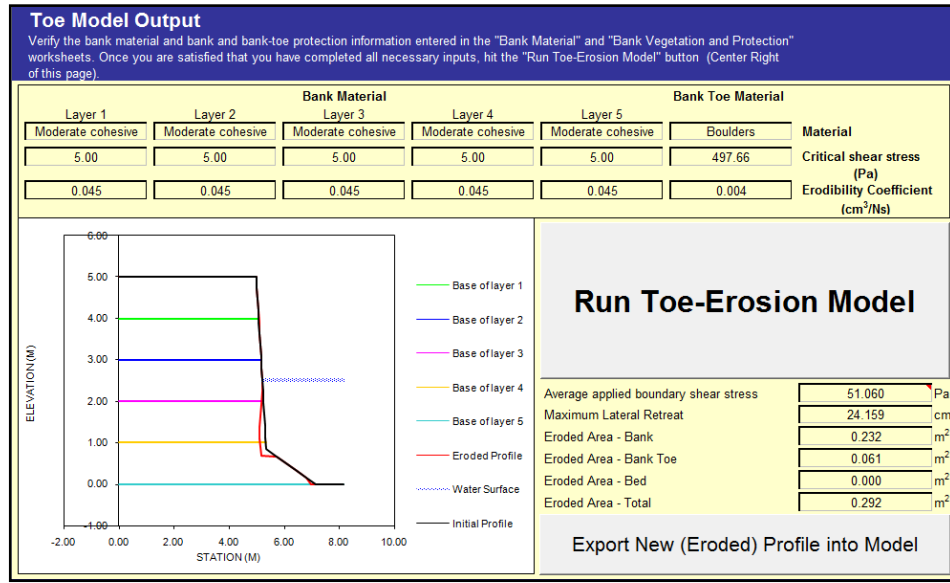 Toe Model Output
Verify the bank material and bank and bank-toe protection information entered in the "Bank Material" and "Bank Vegetation and Protection"
worksheets. Once you are satisfied that you have completed all necessary inputs, hit the "Run Toe-Erosion Model" button (Center Right
of this page).
Bank Material Bank Toe Material
Layer 1 Layer 2 Layer 3 Layer 4 Layer 5
Moderate cohesive Moderate cohesive Moderate cohesive Moderate cohesive Moderate cohesive Boulders Material
5.00 5.00 5.00 5.00 5.00 497.66 Critical shear stress
(Pa)
0.045 0.045 0.045 0.045 0.045 0.004 Erodibility Coefficient
(cm³/Ns)
6.00
5.00
4.00
3.00
2.00
1.00
0.00
-1.00
ELEVATION (M)
-2.00 0.00 2.00 4.00 6.00 8.00 10.00
STATION (M)
Base of layer 1
Base of layer 2
Base of layer 3
Base of layer 4
Base of layer 5
Eroded Profile
Water Surface
Initial Profile
Run Toe-Erosion Model
Average applied boundary shear stress 51.060 Pa
Maximum Lateral Retreat 24.159 cm
Eroded Area - Bank 0.232 m²
Eroded Area - Bank Toe 0.061 m²
Eroded Area - Bed 0.000 m²
Eroded Area - Total 0.292 m²
Export New (Eroded) Profile into Model